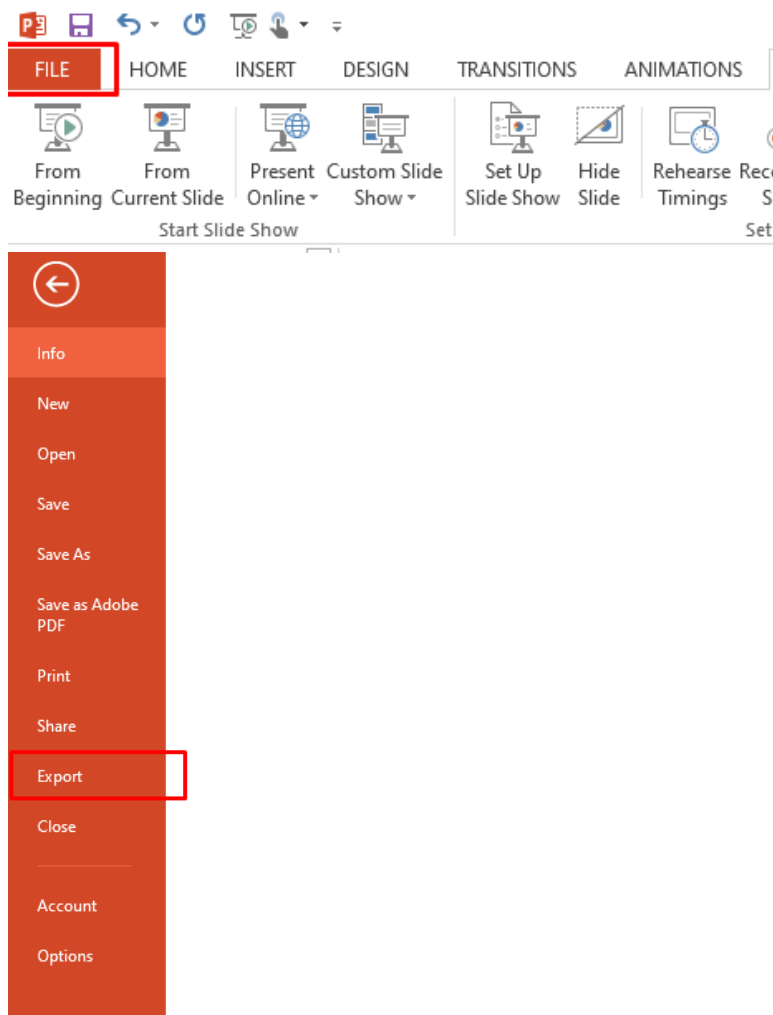 FILE HOME INSERT DESIGN TRANSITIONS ANIMATIONS
From From Present Custom Slide Set Up Hide Rehearse
Beginning Current Slide Online Show Slide Show Slide Timings
Start Slide Show Set
Info
New
Open
Save
Save As
Save as Adobe
PDF
Print
Share
Export
Close
Account
Options